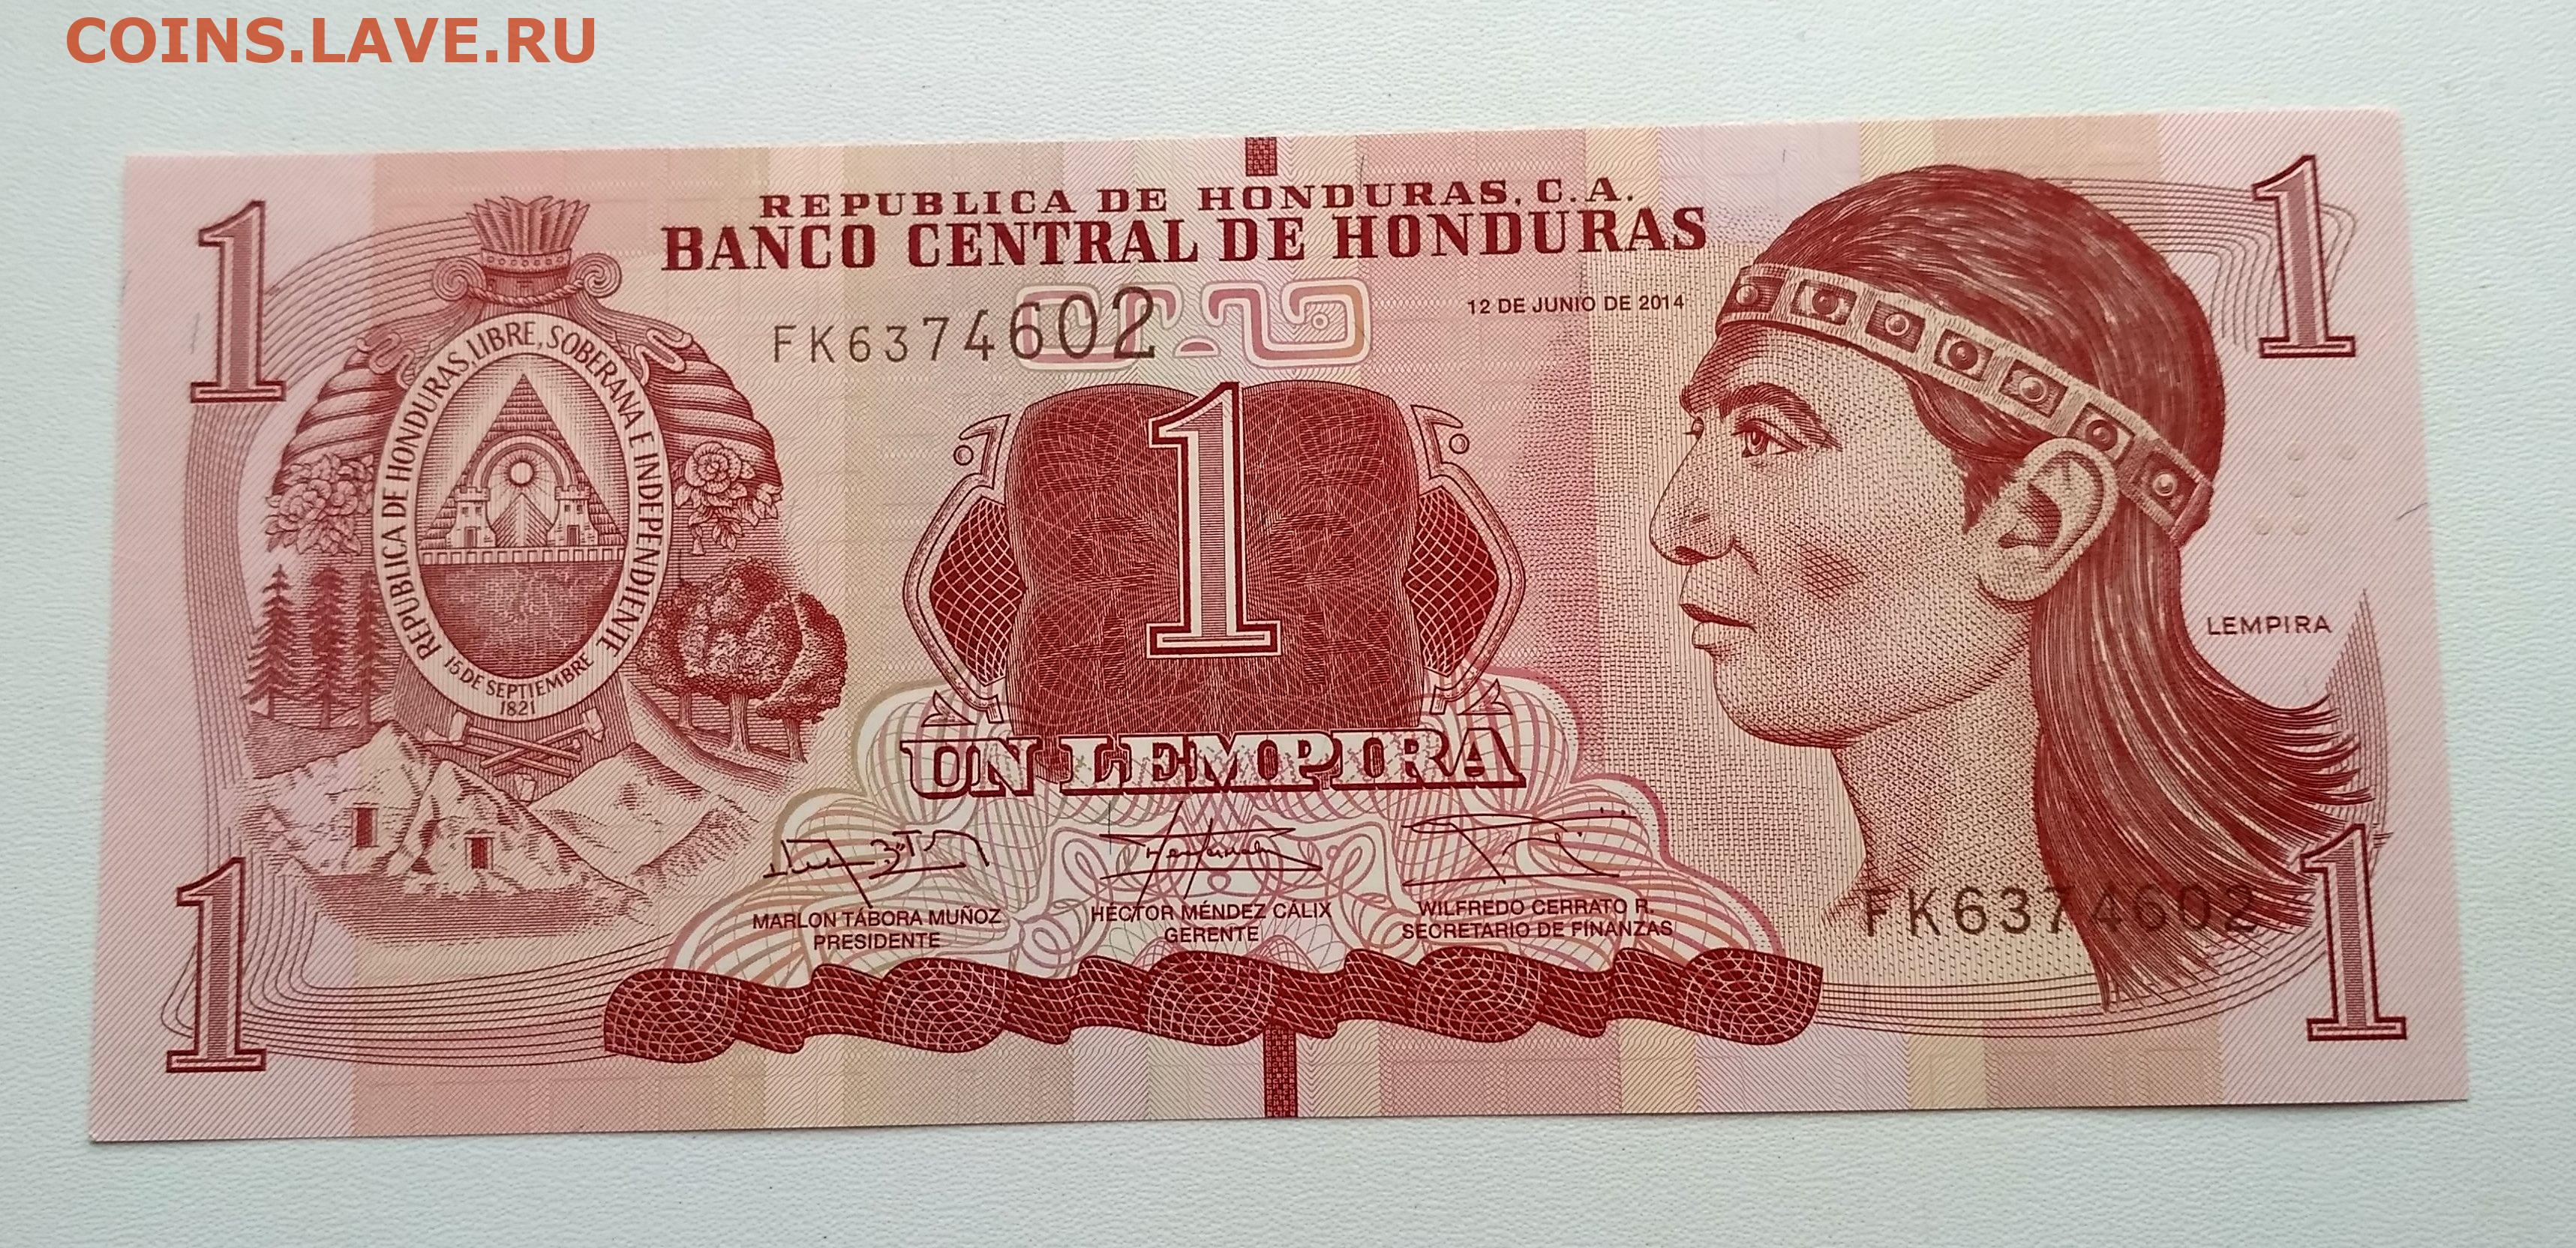 COINS.LAVE.RU
1
1
REPUBLICA DE HONDURAS, C.A.
BANCO CENTRAL DE HONDURAS
FK6374602
12 DE JUNIO DE 2014
REPUBLICA DE HONDURAS, LIBRE, SOBERANA E INDEPENDIENTE
15 DE SEPTIEMBRE
1821
1
LEMPIRA
UN LEMPIRA
MARLON TÁBORA MUÑOZ
PRESIDENTE
HÉCTOR MÉNDEZ CÁLIX
GERENTE
WILFREDO CERRATO R.
SECRETARIO DE FINANZAS
FK6374602
1
1